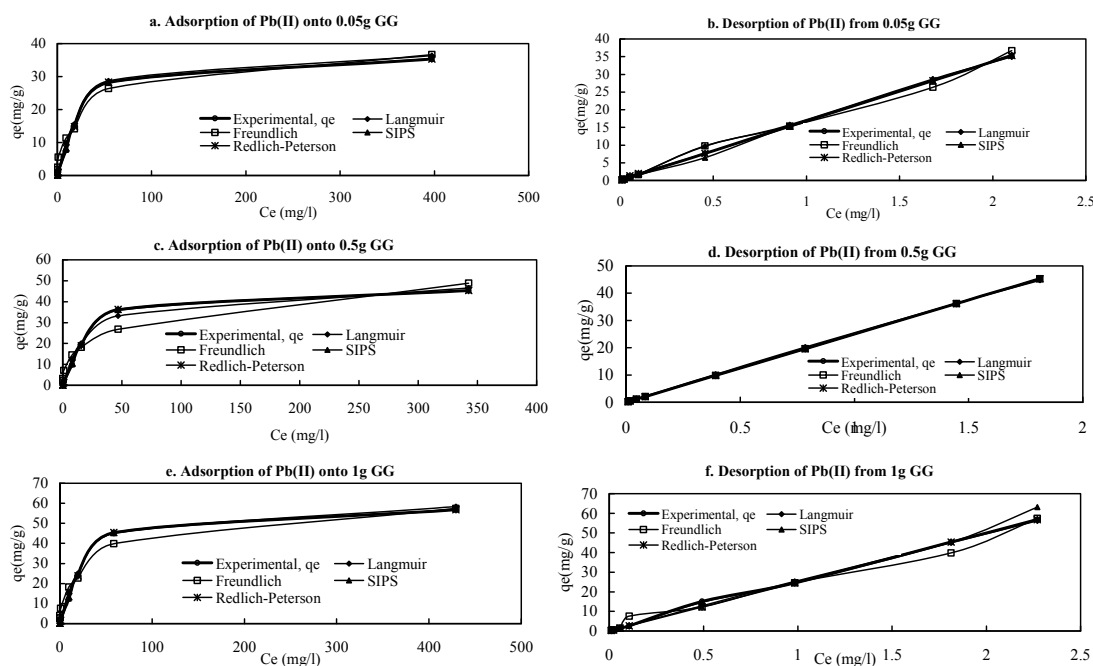 a. Adsorption of Pb(II) onto 0.05g GG
40
30
20
10
0
qe(mg/g)
Experimental, qe
Langmuir
Freundlich
SIPS
Redlich-Peterson
0 100 200 300 400 500
Ce (mg/l)
b. Desorption of Pb(II) from 0.05g GG
40
35
30
25
20
15
10
5
0
qe(mg/g)
Experimental, qe
Langmuir
Freundlich
SIPS
Redlich-Peterson
0 0.5 1 1.5 2 2.5
Ce (mg/l)
c. Adsorption of Pb(II) onto 0.5g GG
60
50
40
30
20
10
0
qe(mg/g)
Experimental, qe
Langmuir
Freundlich
SIPS
Redlich-Peterson
0 50 100 150 200 250 300 350 400
Ce (mg/l)
d. Desorption of Pb(II) from 0.5g GG
50
40
30
20
10
0
qe(mg/g)
Experimental, qe
Langmuir
Freundlich
SIPS
Redlich-Peterson
0 0.5 1 1.5 2
Ce (mg/l)
e. Adsorption of Pb(II) onto 1g GG
70
60
50
40
30
20
10
0
qe(mg/g)
Experimental, qe
Langmuir
Freundlich
SIPS
Redlich-Peterson
0 100 200 300 400 500
Ce (mg/l)
f. Desorption of Pb(II) from 1g GG
70
60
50
40
30
20
10
0
qe(mg/g)
Experimental, qe
Langmuir
Freundlich
SIPS
Redlich-Peterson
0 0.5 1 1.5 2 2.5
Ce (mg/l)